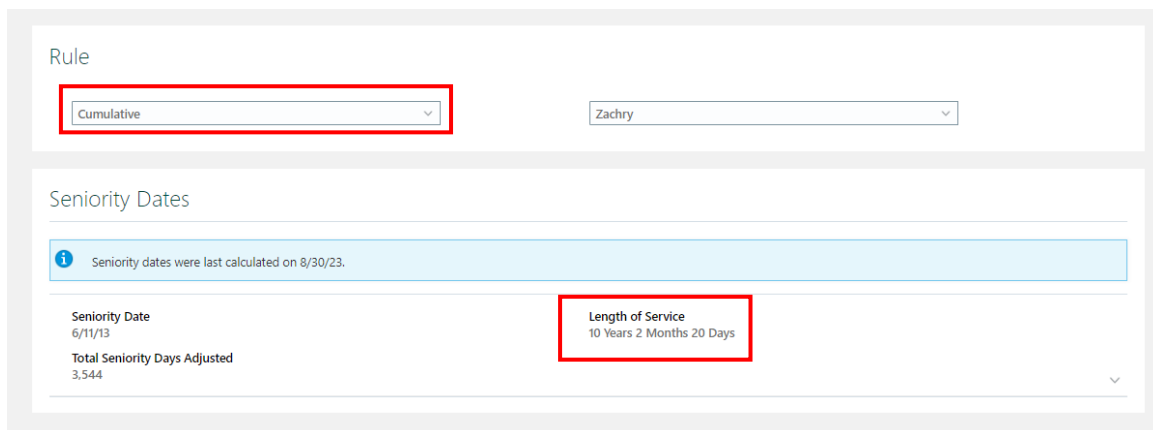 Rule
Cumulative
Zachry
Seniority Dates
Seniority dates were last calculated on 8/30/23.
Seniority Date
6/11/13
Length of Service
10 Years 2 Months 20 Days
Total Seniority Days Adjusted
3,544